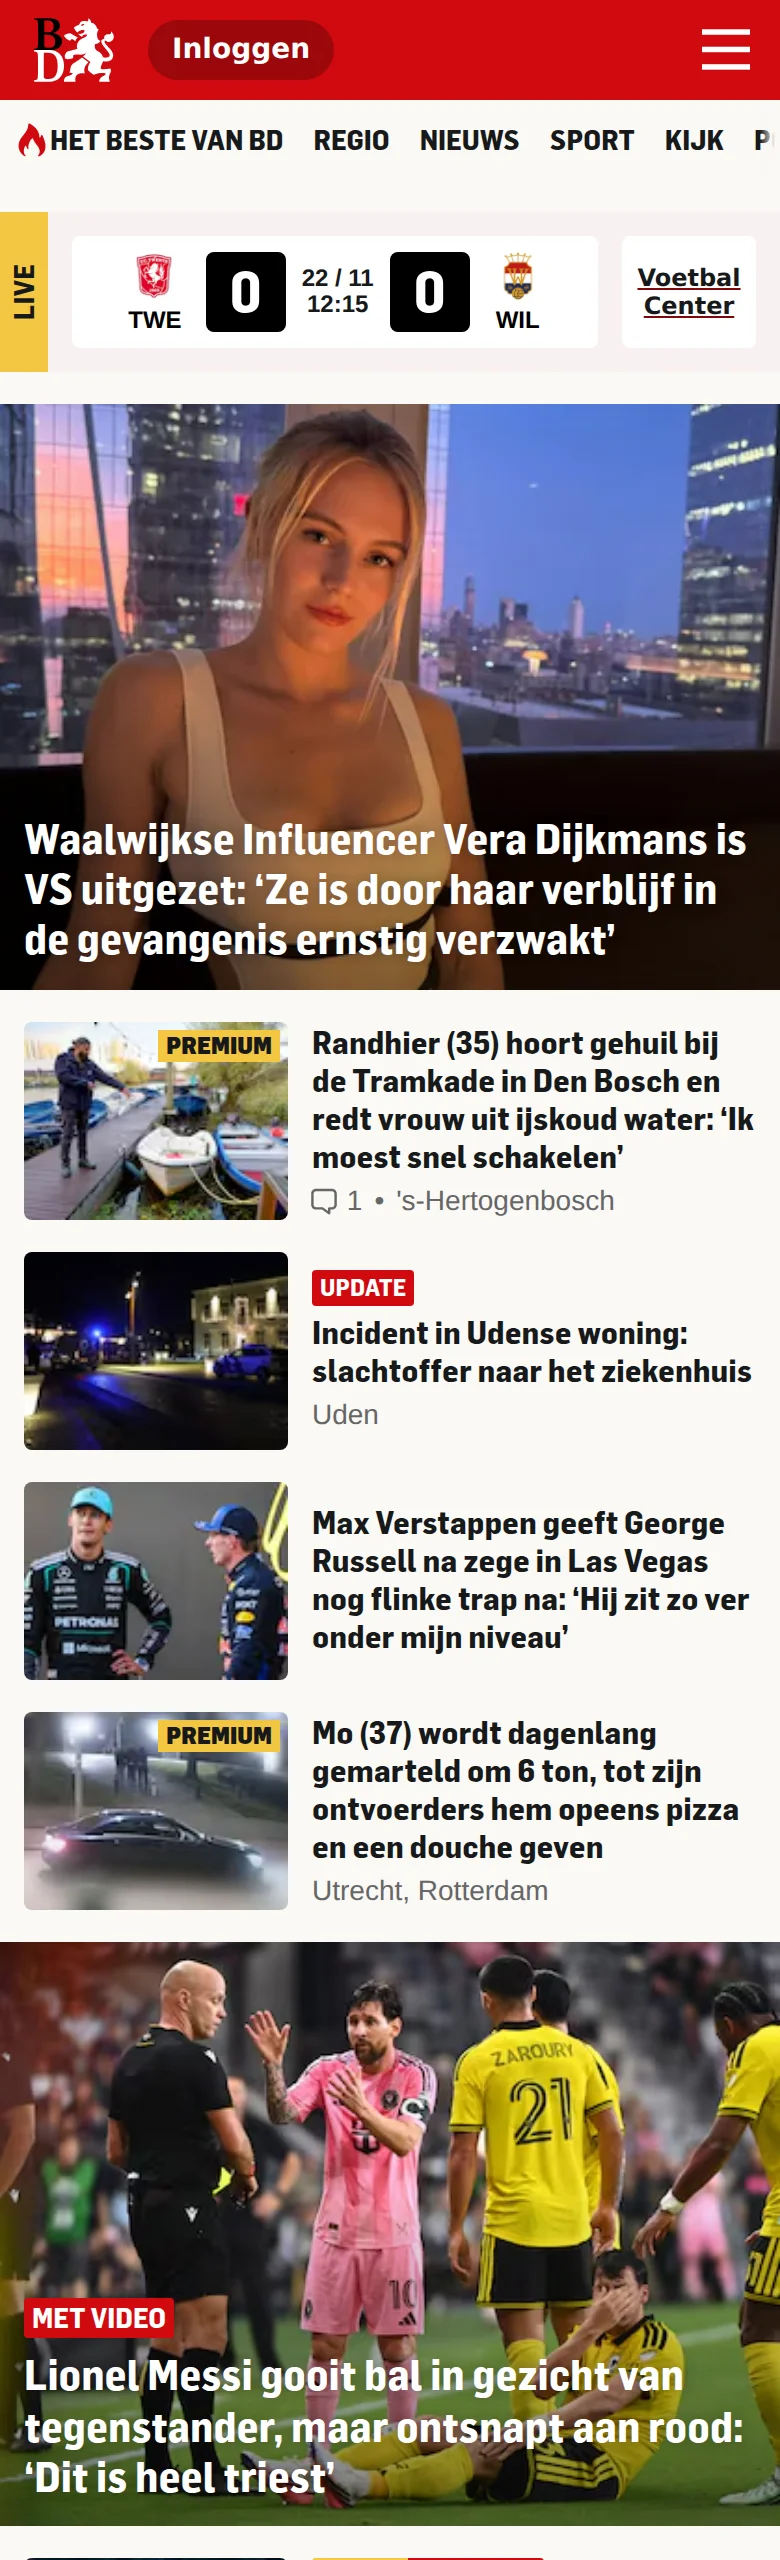 B
D
Inloggen
HET BESTE VAN BD REGIO NIEUWS SPORT KIJK
LIVE
TWE
0
22 / 11
12:15
0
WIL
Voetbal
Center
Waalwijkse Influencer Vera Dijkmans is
VS uitgezet: ‘Ze is door haar verblijf in
de gevangenis ernstig verzwakt’
PREMIUM
Randhier (35) hoort gehuil bij
de Tramkade in Den Bosch en
redt vrouw uit ijskoud water: ‘Ik
moest snel schakelen’
1 • 's-Hertogenbosch
UPDATE
Incident in Udense woning:
slachtoffer naar het ziekenhuis
Uden
PETRONAS
Microsoft
Max Verstappen geeft George
Russell na zege in Las Vegas
nog flinke trap na: ‘Hij zit zo ver
onder mijn niveau’
PREMIUM
Mo (37) wordt dagenlang
gemarteld om 6 ton, tot zijn
ontvoerders hem opeens pizza
en een douche geven
Utrecht, Rotterdam
ZAROURY
21
10
MET VIDEO
Lionel Messi gooit bal in gezicht van
tegenstander, maar ontsnapt aan rood:
‘Dit is heel triest’